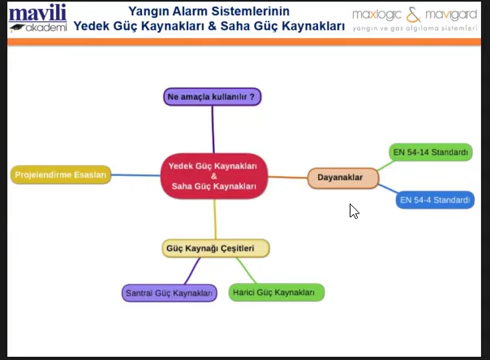 mavili
akademi
Yangın Alarm Sistemlerinin
Yedek Güç Kaynakları & Saha Güç Kaynakları
maxlogic & mavigard
yangın ve gaz algılama sistemleri
Ne amaçla kullanılır ?
EN 54-14 Standardı
Projelendirme Esasları
Yedek Güç Kaynakları
&
Saha Güç Kaynakları
Dayanaklar
EN 54-4 Standardı
Güç Kaynağı Çeşitleri
Santral Güç Kaynakları
Harici Güç Kaynakları